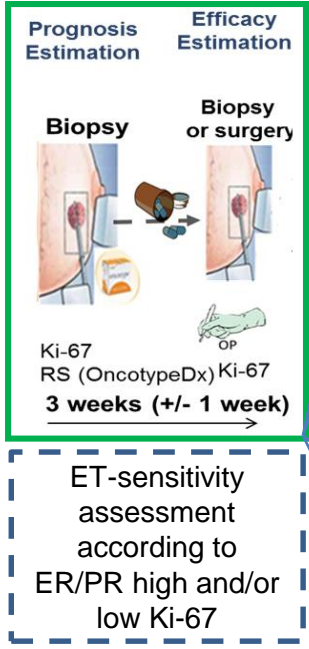 Prognosis Estimation
Efficacy Estimation
Biopsy
Biopsy or surgery
OP
Ki-67
RS (OncotypeDx) Ki-67
3 weeks (+/- 1 week)
ET-sensitivity
assessment
according to
ER/PR high and/or
low Ki-67